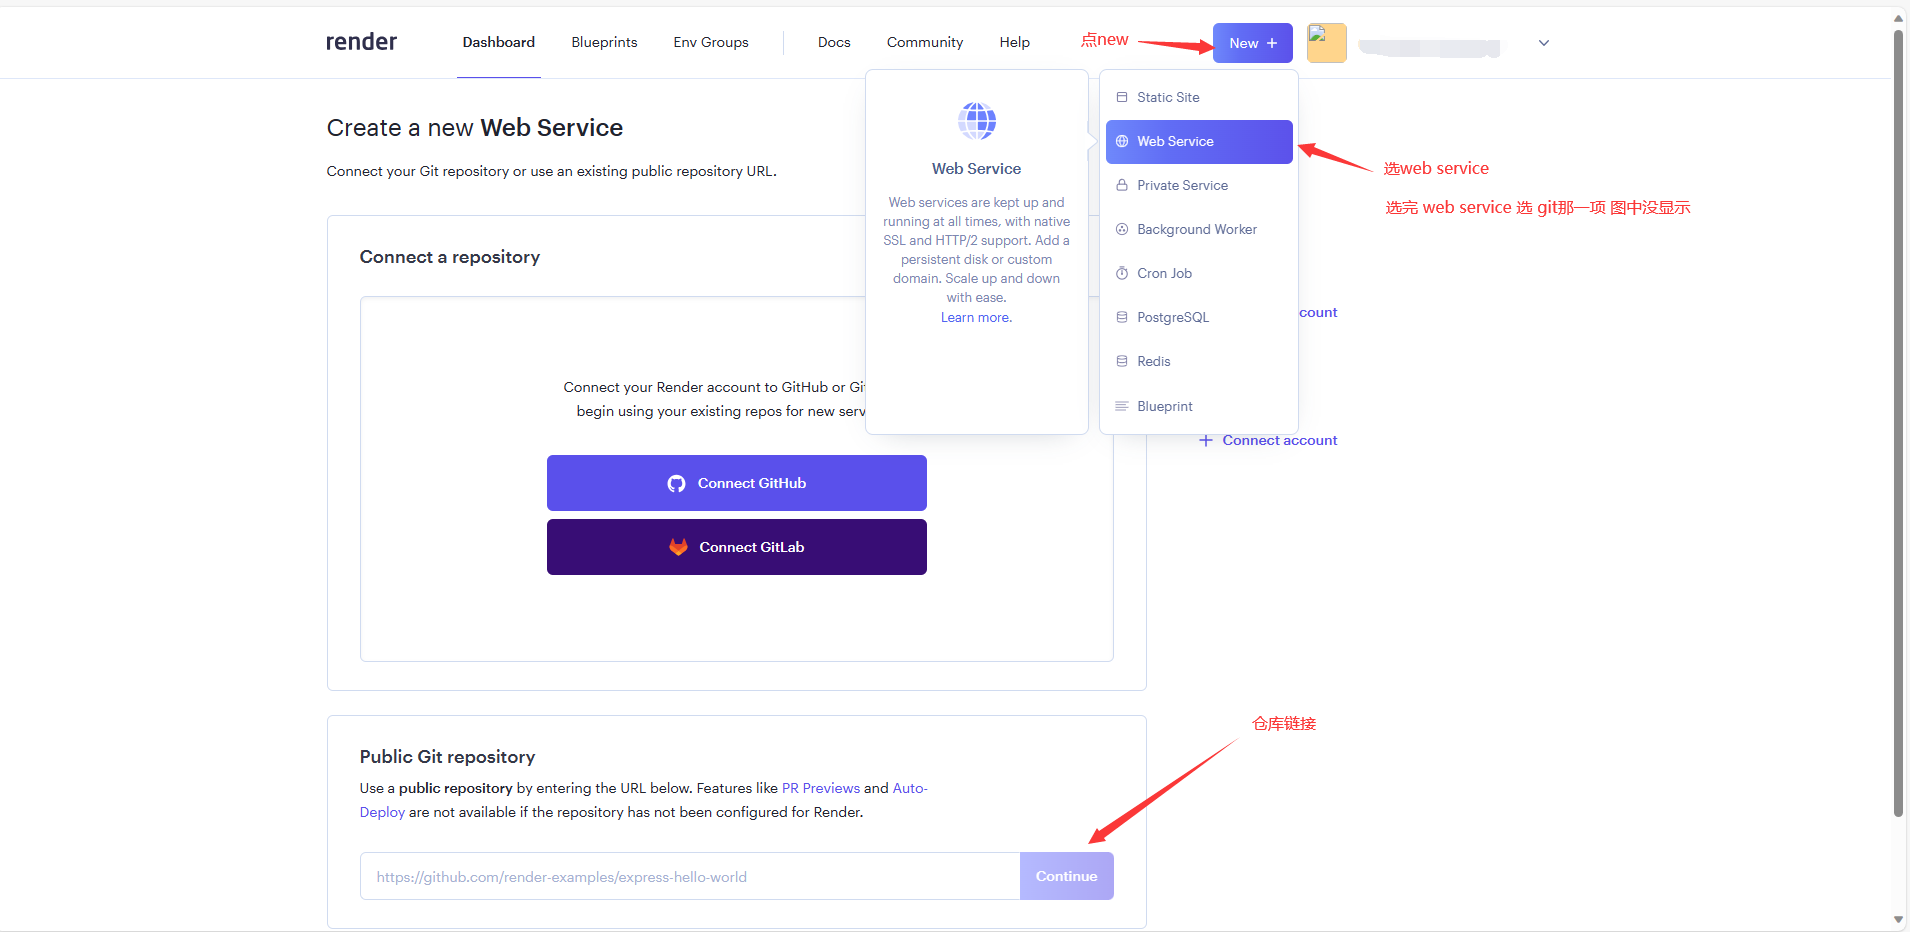 render
Dashboard
Blueprints
Env Groups
Docs
Community
Help
点new
New +
Static Site
Web Service
Private Service
Background Worker
Cron Job
PostgreSQL
Redis
Blueprint
Web Service
Web services are kept up and
running at all times, with native
SSL and HTTP/2 support. Add a
persistent disk or custom
domain. Scale up and down
with ease.
Learn more.
选web service
选完 web service 选 git那一项 图中没显示
Create a new Web Service
Connect your Git repository or use an existing public repository URL.
Connect a repository
count
Connect your Render account to GitHub or Gi
begin using your existing repos for new serv
+ Connect account
Connect GitHub
Connect GitLab
仓库链接
Public Git repository
Use a public repository by entering the URL below. Features like PR Previews and Auto-
Deploy are not available if the repository has not been configured for Render.
https://github.com/render-examples/express-hello-world
Continue